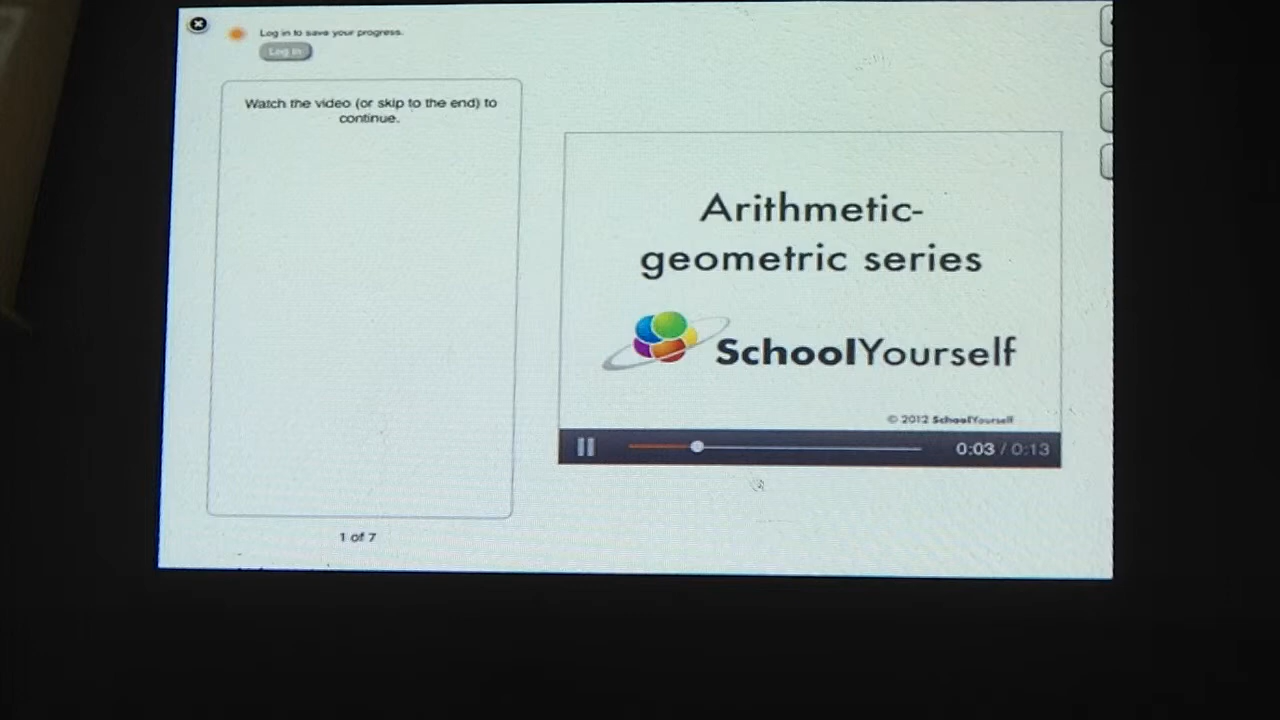 Log in to save your progress.
Log in
Watch the video (or skip to the end) to
continue.
1 of 7
Arithmetic-
geometric series
SchoolYourself
© 2012 SchoolYourself
0:03 / 0:13